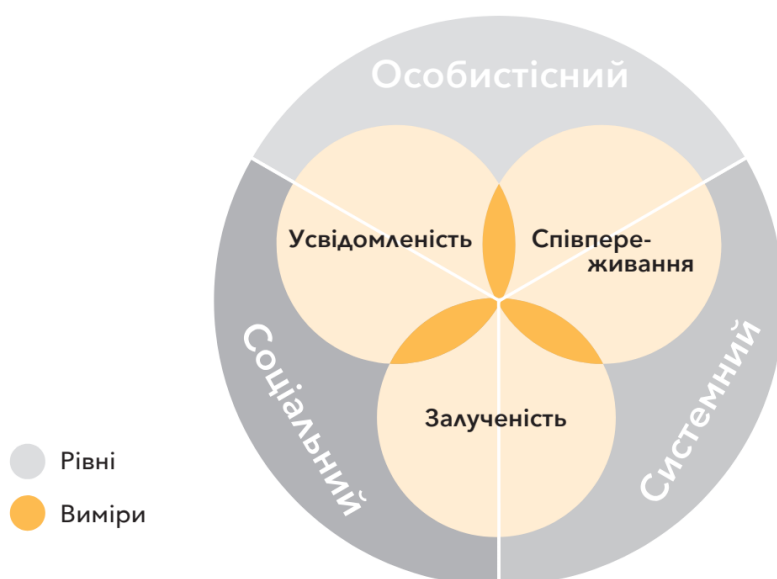 Особистісний
Усвідомленість
Співпере-
живання
Соціальний
Залученість
Системний
Рівні
Виміри